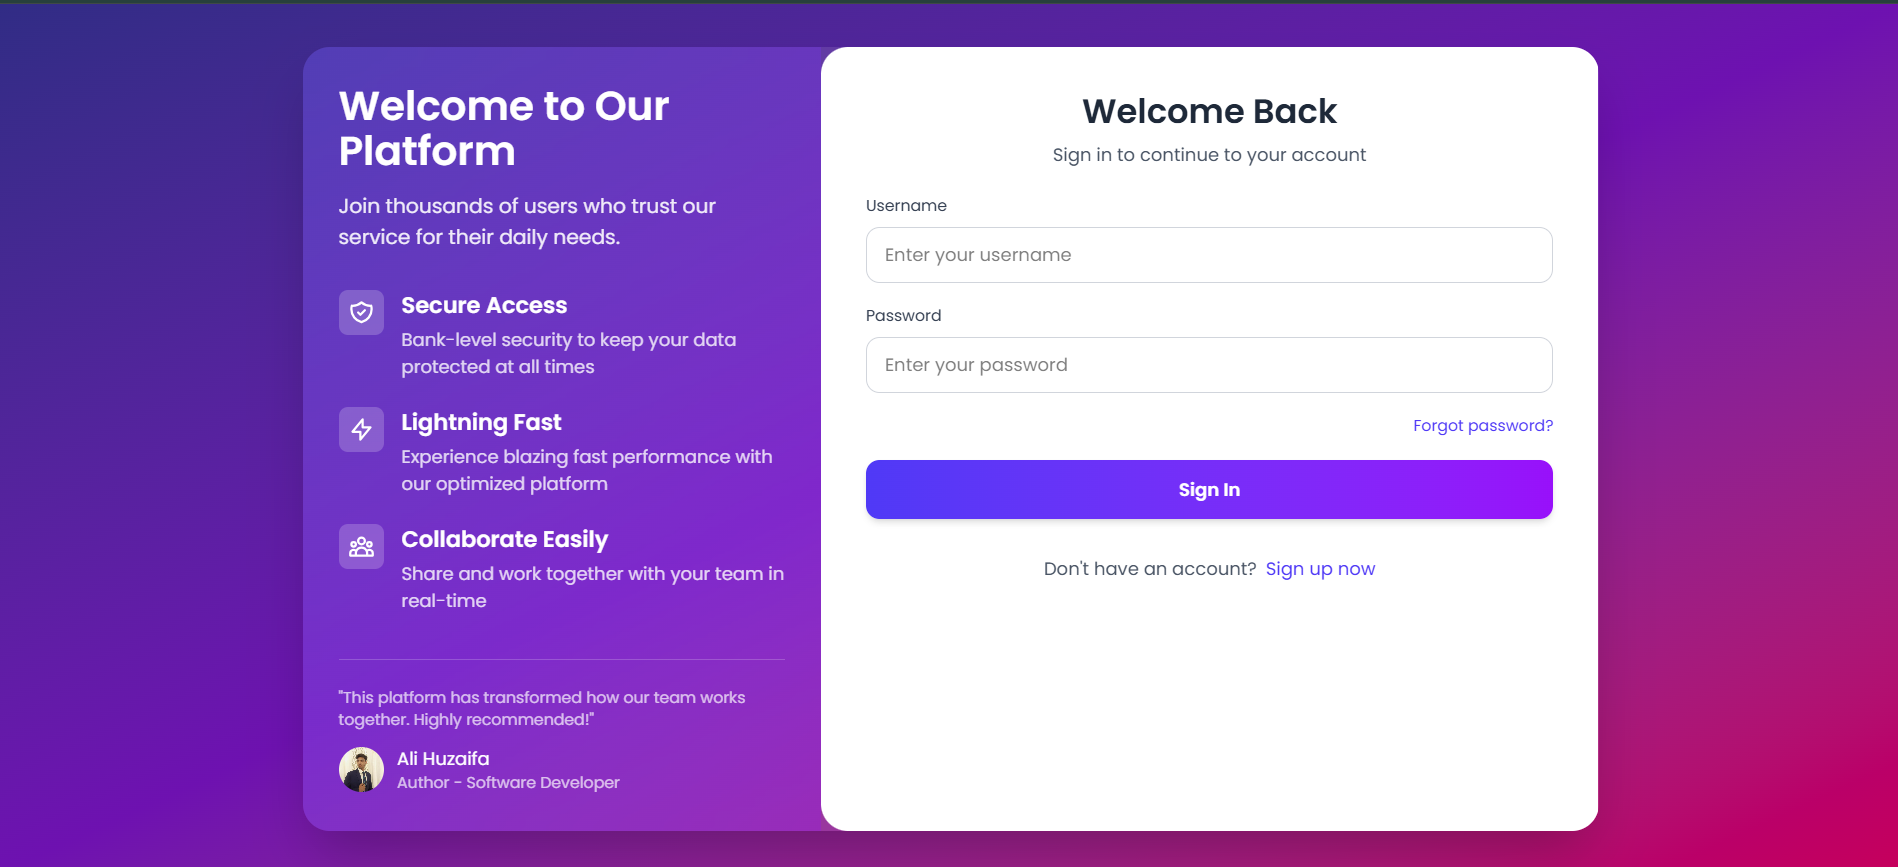 Welcome to Our
Platform
Join thousands of users who trust our
service for their daily needs.
Secure Access
Bank-level security to keep your data
protected at all times
Lightning Fast
Experience blazing fast performance with
our optimized platform
Collaborate Easily
Share and work together with your team in
real-time
"This platform has transformed how our team works
together. Highly recommended!"
Ali Huzaifa
Author - Software Developer
Welcome Back
Sign in to continue to your account
Username
Enter your username
Password
Enter your password
Forgot password?
Sign In
Don't have an account? Sign up now